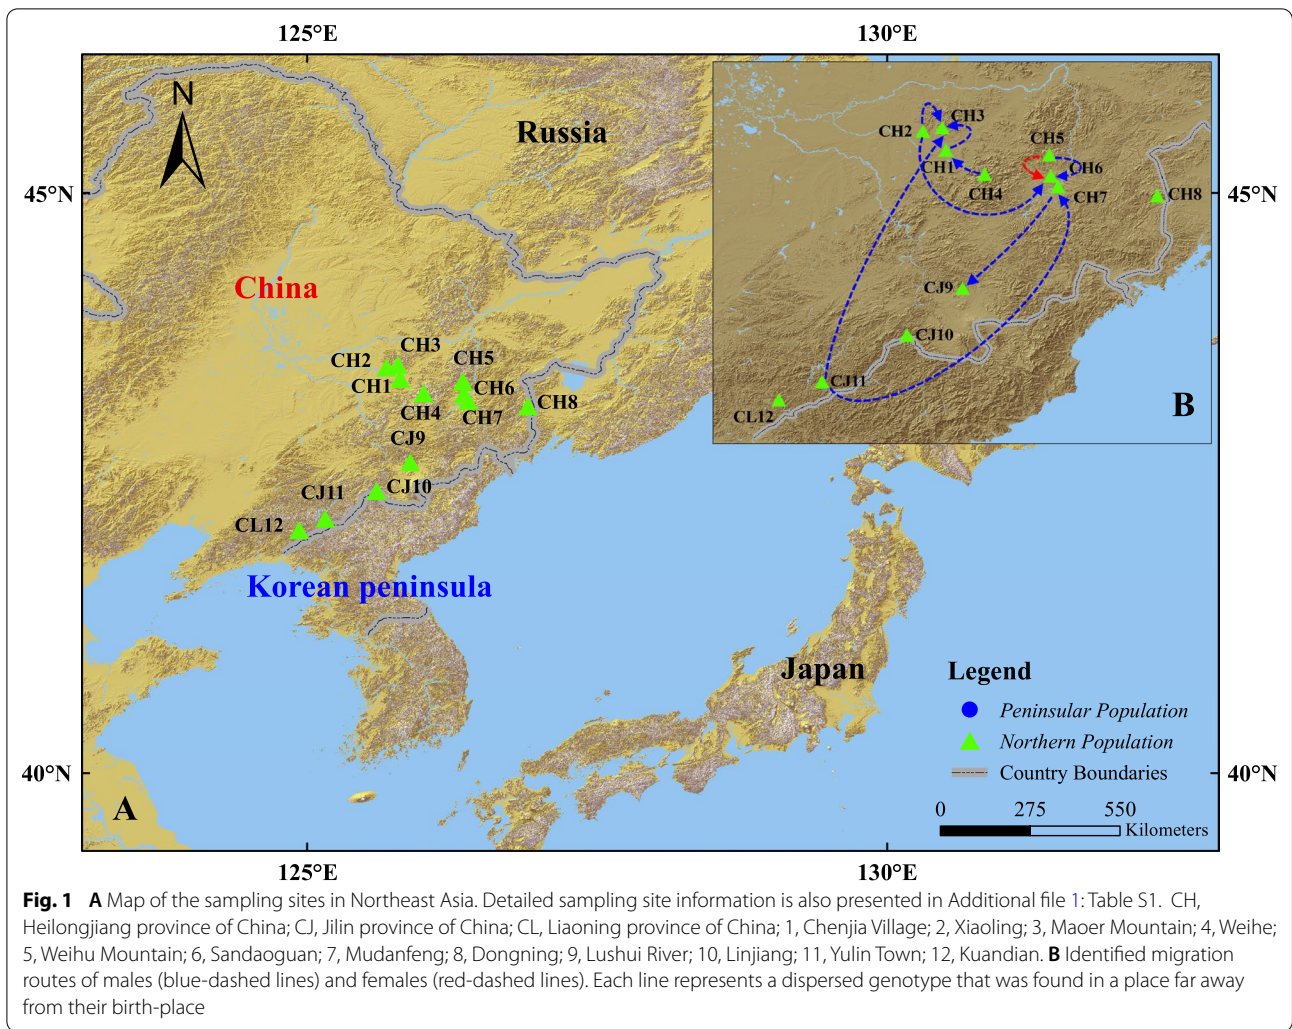 125°E 130°E
N
Russia
45°N 45°N
China
CH3
CH2
CH5
CH1
CH6
CH4
CH7
CH8
CJ9
CJ10
CJ11
CL12
Korean peninsula
Japan
CH3
CH2
CH5
CH1
CH6
CH4
CH7
CH8
CJ9
CJ10
CJ11
CL12
B
Legend
Peninsular Population
Northern Population
Country Boundaries
0 275 550
Kilometers
40°N 40°N
A
125°E 130°E
Fig. 1 A Map of the sampling sites in Northeast Asia. Detailed sampling site information is also presented in Additional file 1: Table S1. CH,
Heilongjiang province of China; CJ, Jilin province of China; CL, Liaoning province of China; 1, Chenjia Village; 2, Xiaoling; 3, Maoer Mountain; 4, Weihe;
5, Weihu Mountain; 6, Sandaoguan; 7, Mudanfeng; 8, Dongning; 9, Lushui River; 10, Linjiang; 11, Yulin Town; 12, Kuandian. B Identified migration
routes of males (blue-dashed lines) and females (red-dashed lines). Each line represents a dispersed genotype that was found in a place far away
from their birth-place